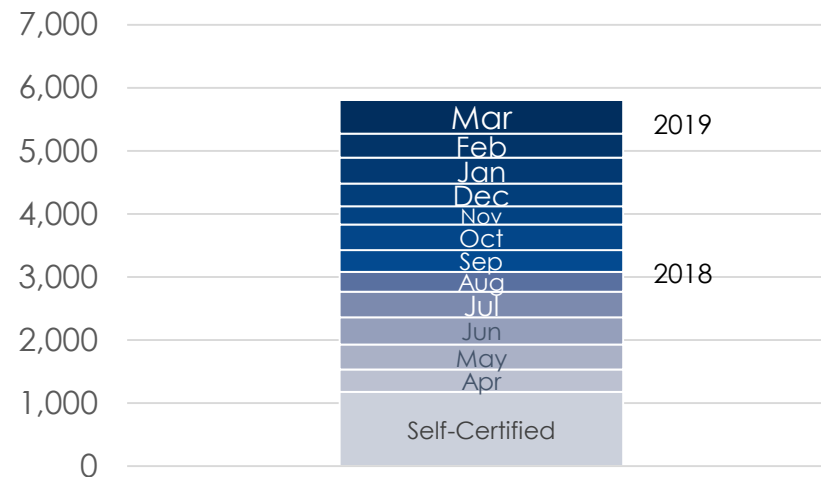 7,000
6,000
Mar
2019
5,000
Feb
Jan
Dec
4,000
Nov
Oct
Sep
3,000
2018
Aug
Jul
Jun
2,000
May
Apr
1,000
Self-Certified
0